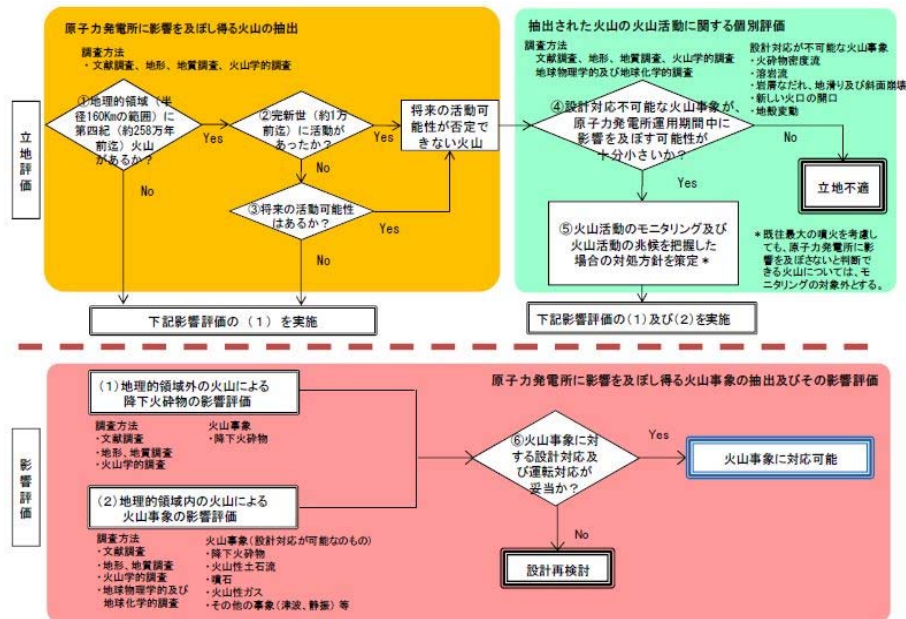 原子力発電所に影響を及ぼし得る火山の抽出
調査方法
・文献調査、地形、地質調査、火山学的調査
立地評価
①地理的領域(半
径160Kmの範囲)に
第四紀(約258万年
前迄)火山
があるか?
Yes
No
②完新世(約1万
前迄)に活動が
あったか?
Yes
No
③将来の活動可能性
はあるか?
Yes
No
将来の活動可
能性が否定で
きない火山
下記影響評価の(1)を実施
抽出された火山の火山活動に関する個別評価
調査方法
文献調査、地形、地質調査、火山学的調査
地球物理学的及び地球化学的調査
設計対応が不可能な火山事象
・火砕物密度流
・溶岩流
・岩屑なだれ、地滑り及び斜面崩壊
・新しい火口の開口
・地殻変動
④設計対応不可能な火山事象が、
原子力発電所運用期間中に
影響を及ぼす可能性が
十分小さいか?
No
Yes
立地不適
⑤火山活動のモニタリング及び
火山活動の兆候を把握した
場合の対処方針を策定*
*既往最大の噴火を考慮し
ても、原子力発電所に影
響を及ぼさないと判断で
きる火山については、モ
ニタリングの対象外とする。
下記影響評価の(1)及び(2)を実施
影響評価
原子力発電所に影響を及ぼし得る火山事象の抽出及びその影響評価
(1)地理的領域外の火山による
降下火砕物の影響評価
調査方法
・文献調査
・地形、地質調査
・火山学的調査
火山事象
・降下火砕物
(2)地理的領域内の火山による
火山事象の影響評価
調査方法
・文献調査
・地形、地質調査
・火山学的調査
・地球物理学的及び
地球化学的調査
火山事象(設計対応が可能なのもの)
・降下火砕物
・火山性土石流
・噴石
・火山性ガス
・その他の事象(津波、静振)等
⑥火山事象に対
する設計対応及
び運転対応が
妥当か?
Yes
No
火山事象に対応可能
設計再検討